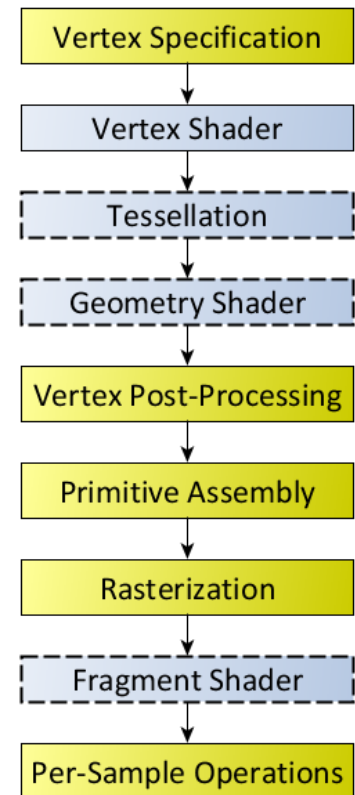 Vertex Specification
Vertex Shader
Tessellation
Geometry Shader
Vertex Post-Processing
Primitive Assembly
Rasterization
Fragment Shader
Per-Sample Operations